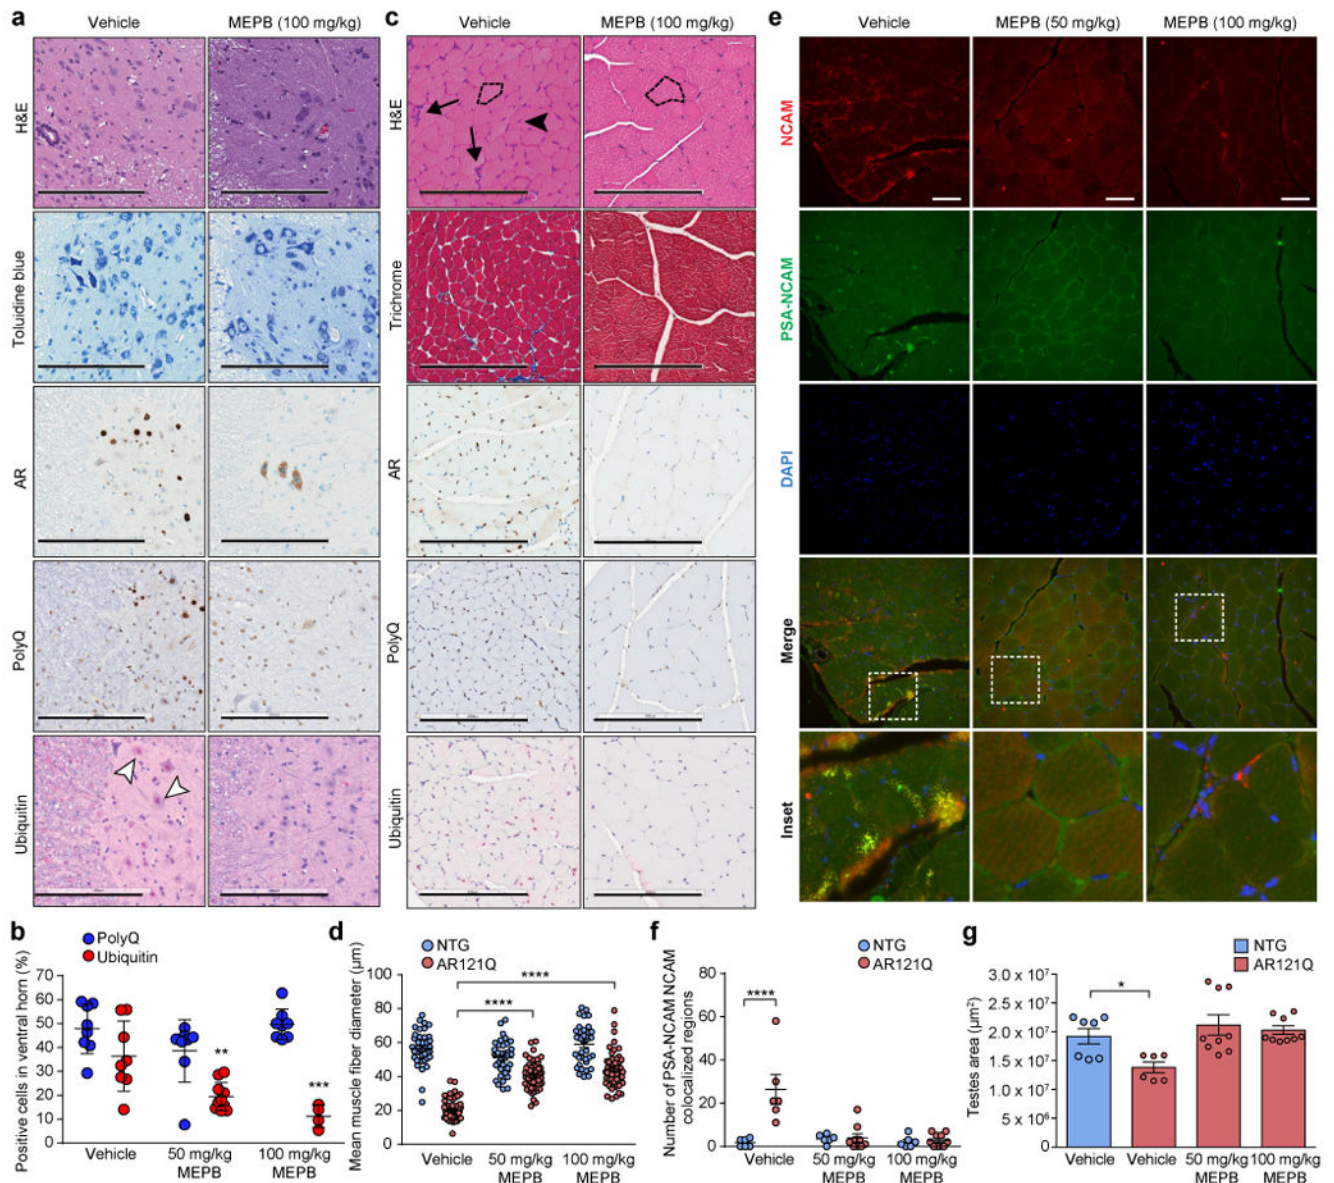 a
Vehicle
MEPB (100 mg/kg)
H&E
Toluidine blue
AR
PolyQ
Ubiquitin
c
Vehicle
MEPB (100 mg/kg)
H&E
Trichrome
AR
PolyQ
Ubiquitin
e
Vehicle
MEPB (50 mg/kg)
MEPB (100 mg/kg)
NCAM
PSA-NCAM
DAPI
Merge
Inset
b
PolyQ
Ubiquitin
Positive cells in ventral horn (%)
70
60
50
40
30
20
10
0
**
***
Vehicle
50 mg/kg
MEPB
100 mg/kg
MEPB
d
NTG
AR121Q
Mean muscle fiber diameter (μm)
100
80
60
40
20
0
****
****
Vehicle
50 mg/kg
MEPB
100 mg/kg
MEPB
f
NTG
AR121Q
Number of PSA-NCAM NCAM
colocalized regions
80
60
40
20
0
****
Vehicle
50 mg/kg
MEPB
100 mg/kg
MEPB
g
NTG
AR121Q
Testes area (μm²)
3.0 x 10⁷
2.5 x 10⁷
2.0 x 10⁷
1.5 x 10⁷
1.0 x 10⁷
5.0 x 10⁶
0
*
Vehicle
Vehicle
50 mg/kg
MEPB
100 mg/kg
MEPB